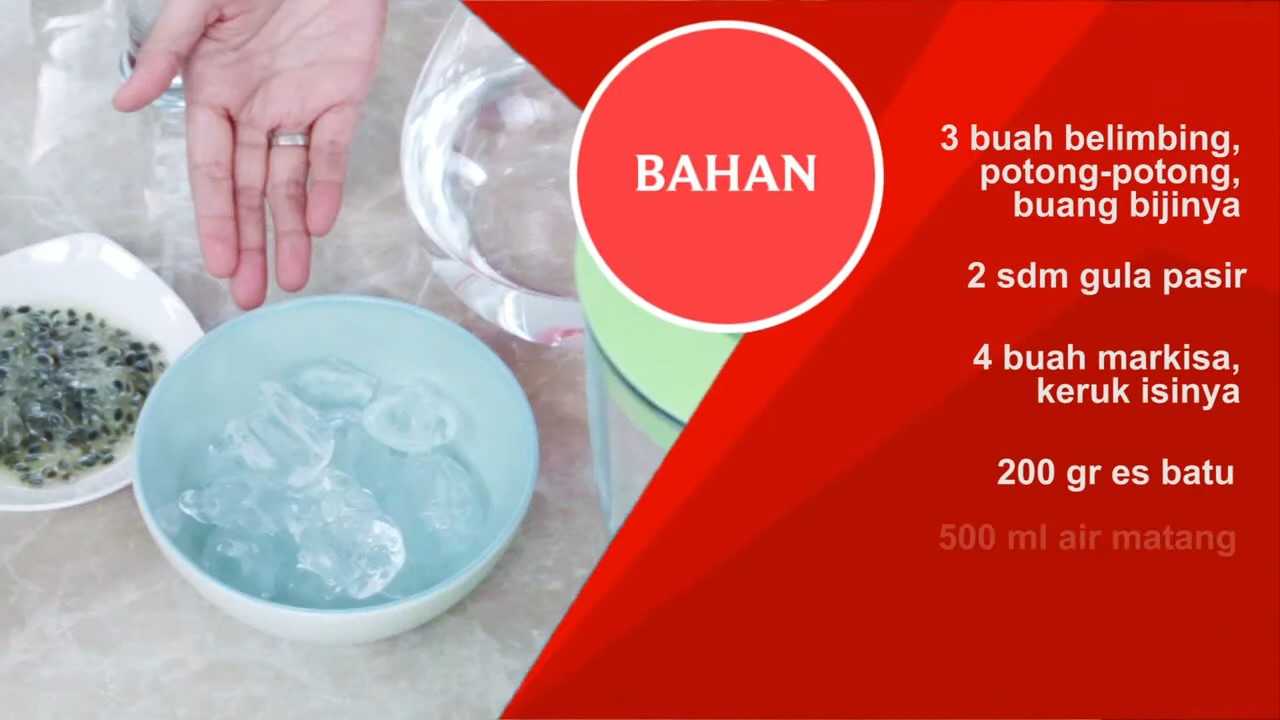 BAHAN
3 buah belimbing,
potong-potong,
buang bijinya
2 sdm gula pasir
4 buah markisa,
keruk isinya
200 gr es batu
500 ml air matang